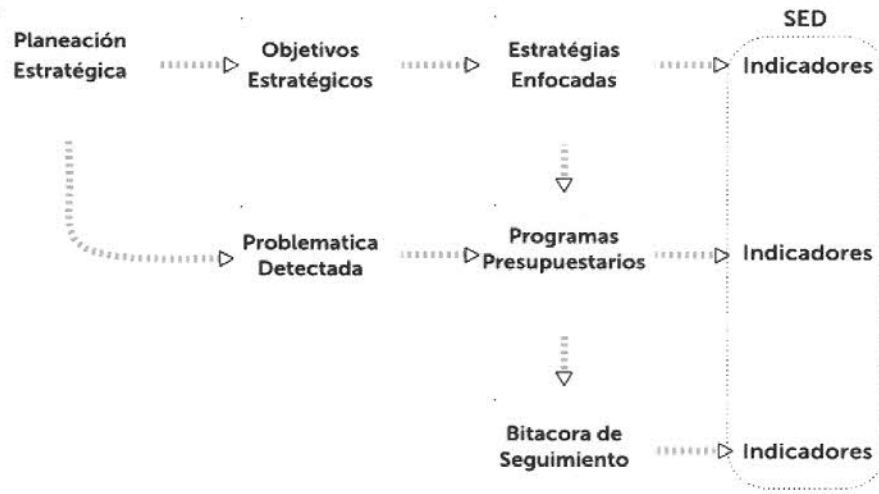 SED
Planeación
Estratégica
Objetivos
Estratégicos
Estratégias
Enfocadas
Indicadores
Problematica
Detectada
Programas
Presupuestarios
Indicadores
Bitacora de
Seguimiento
Indicadores